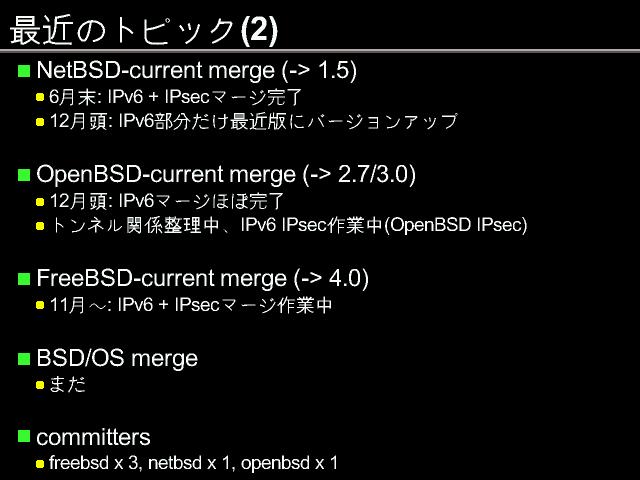 最近のトピック(2)
NetBSD-current merge (-> 1.5)
6月末: IPv6 + IPsecマージ完了
12月頭: IPv6部分だけ最近版にバージョンアップ
OpenBSD-current merge (-> 2.7/3.0)
12月頭: IPv6マージほぼ完了
トンネル関係整理中、IPv6 IPsec作業中(OpenBSD IPsec)
FreeBSD-current merge (-> 4.0)
11月～: IPv6 + IPsecマージ作業中
BSD/OS merge
まだ
committers
freebsd x 3, netbsd x 1, openbsd x 1